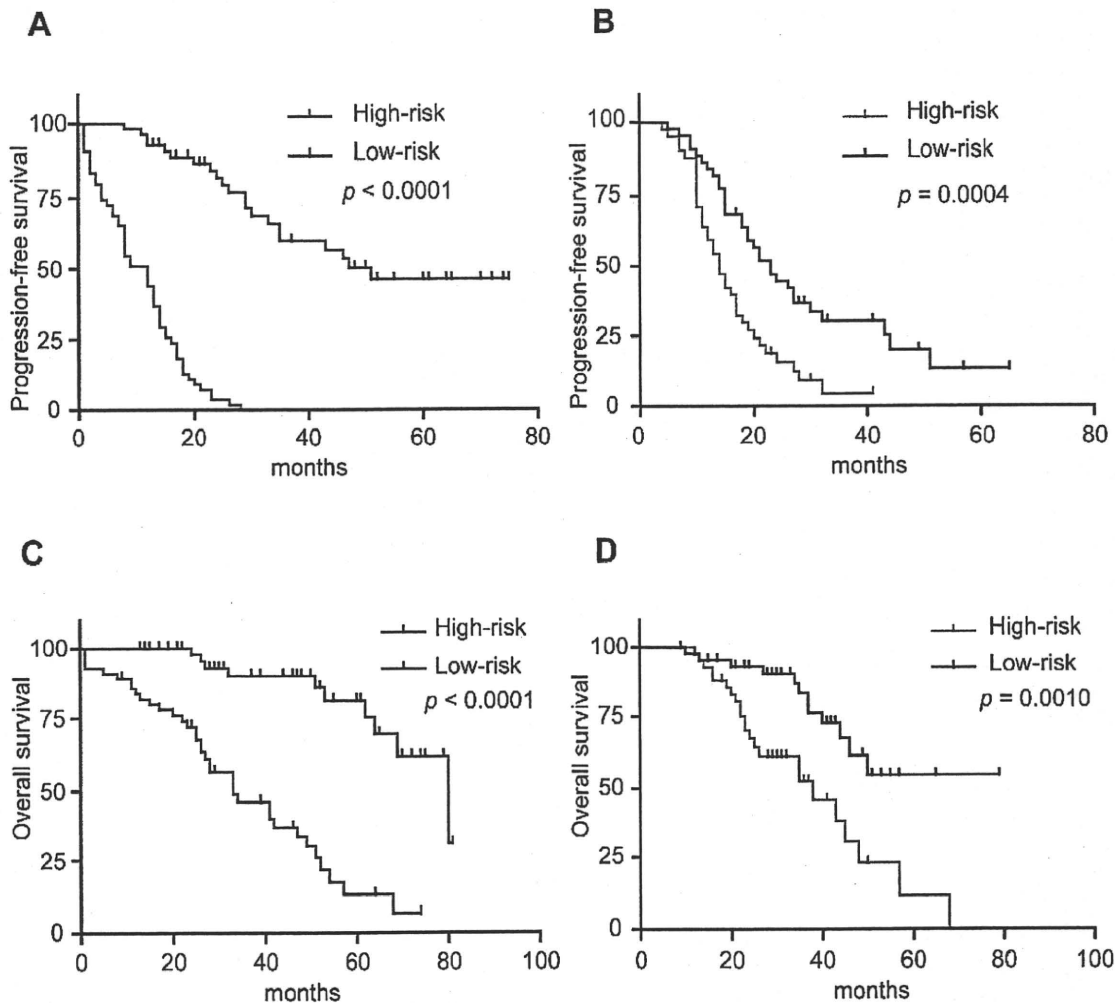 A
High-risk
Low-risk
p < 0.0001
100
75
50
25
0
Progression-free survival
0 20 40 60 80
months
B
High-risk
Low-risk
p = 0.0004
100
75
50
25
0
Progression-free survival
0 20 40 60 80
months
C
High-risk
Low-risk
p < 0.0001
100
75
50
25
0
Overall survival
0 20 40 60 80 100
months
D
High-risk
Low-risk
p = 0.0010
100
75
50
25
0
Overall survival
0 20 40 60 80 100
months